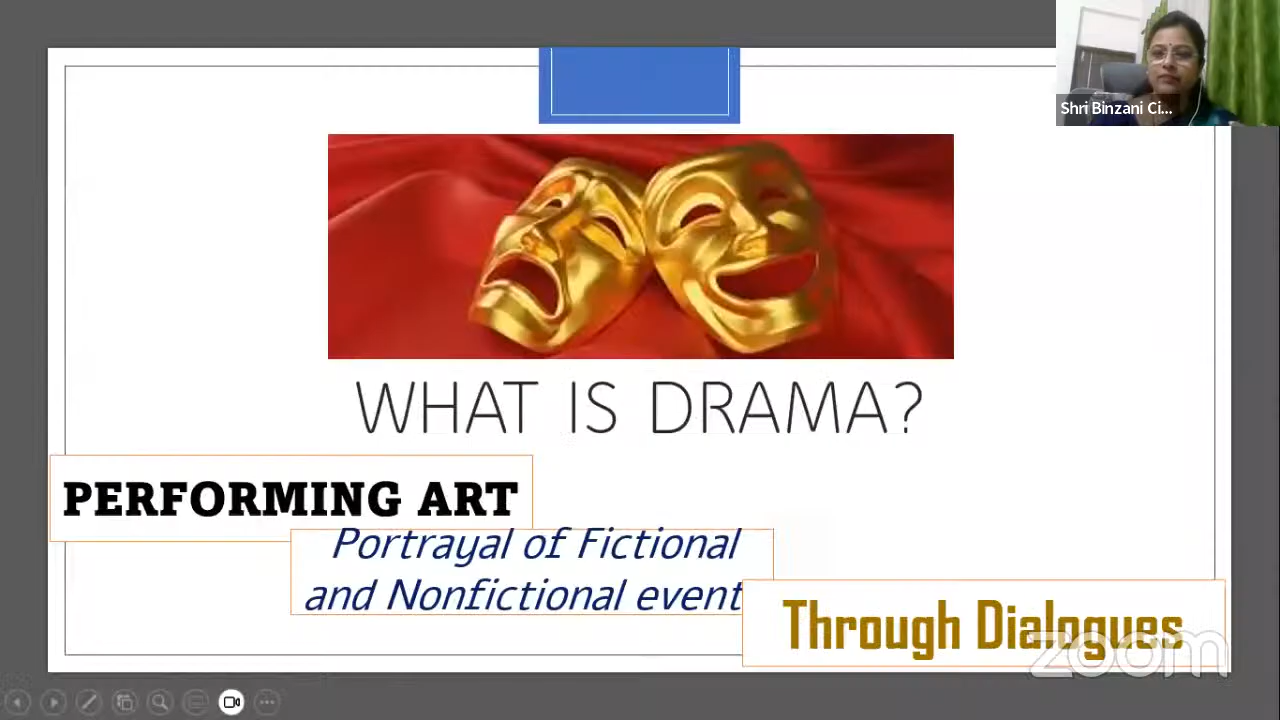 Shri Binzani Ci...
WHAT IS DRAMA?
PERFORMING ART
Portrayal of Fictional
and Nonfictional event
Through Dialogues
zoom